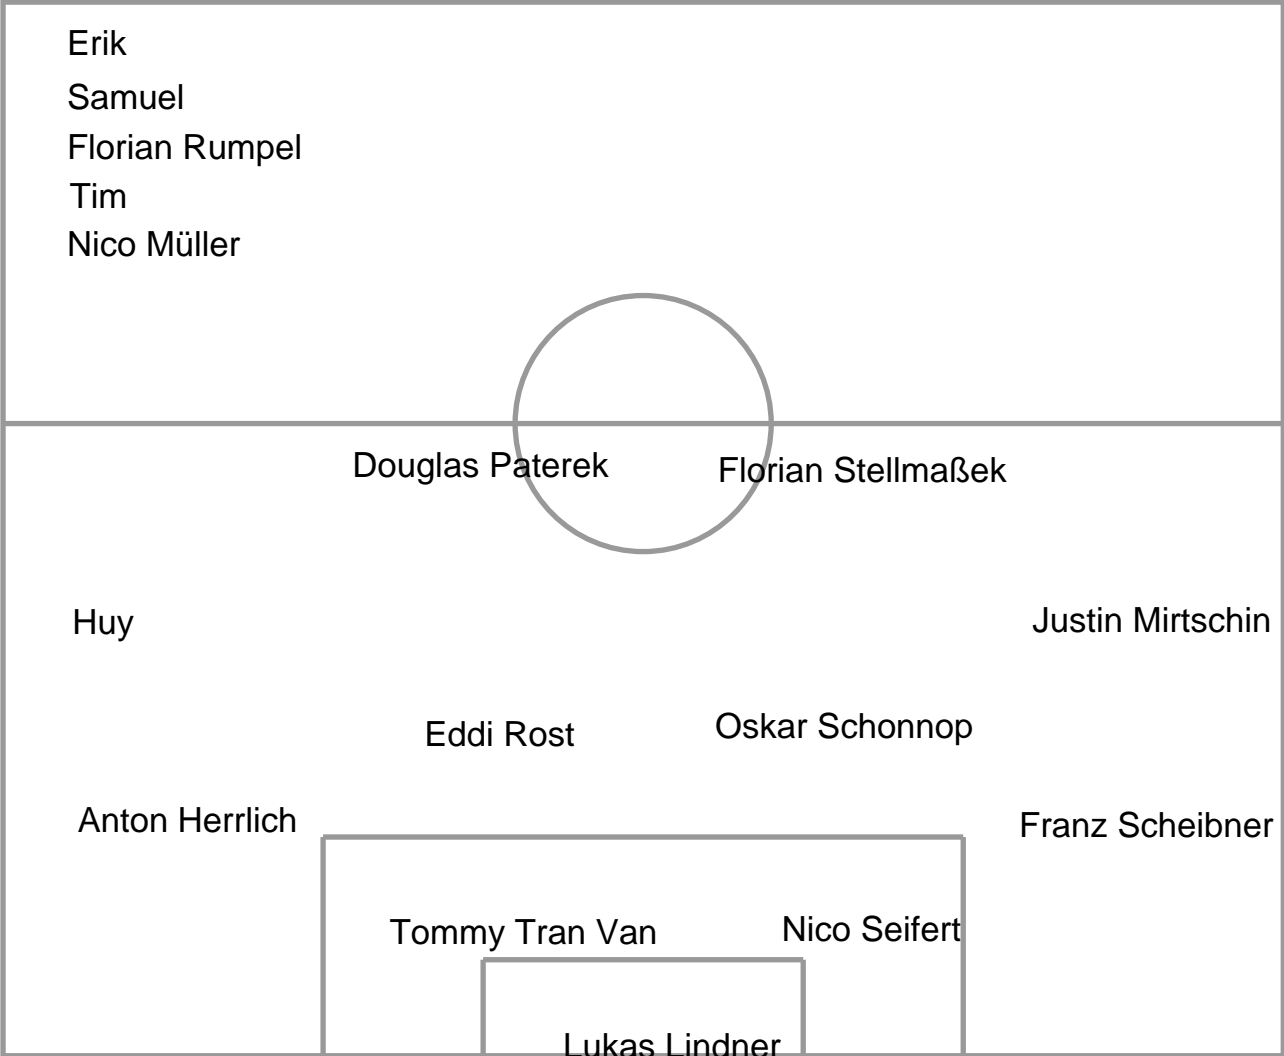 Erik
Samuel
Florian Rumpel
Tim
Nico Müller
Douglas Paterek
Florian Stellmaßek
Huy
Justin Mirtschin
Eddi Rost
Oskar Schonnop
Anton Herrlich
Franz Scheibner
Tommy Tran Van
Nico Seifert
Lukas Lindner